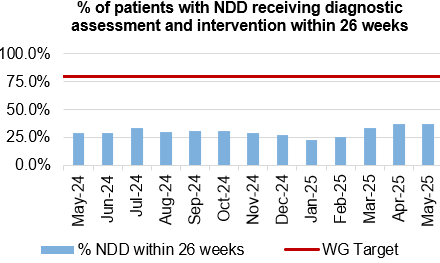 % of patients with NDD receiving diagnostic
assessment and intervention within 26 weeks
100.0%
75.0%
50.0%
25.0%
0.0%
May-24
Jun-24
Jul-24
Aug-24
Sep-24
Oct-24
Nov-24
Dec-24
Jan-25
Feb-25
Mar-25
Apr-25
May-25
% NDD within 26 weeks
WG Target